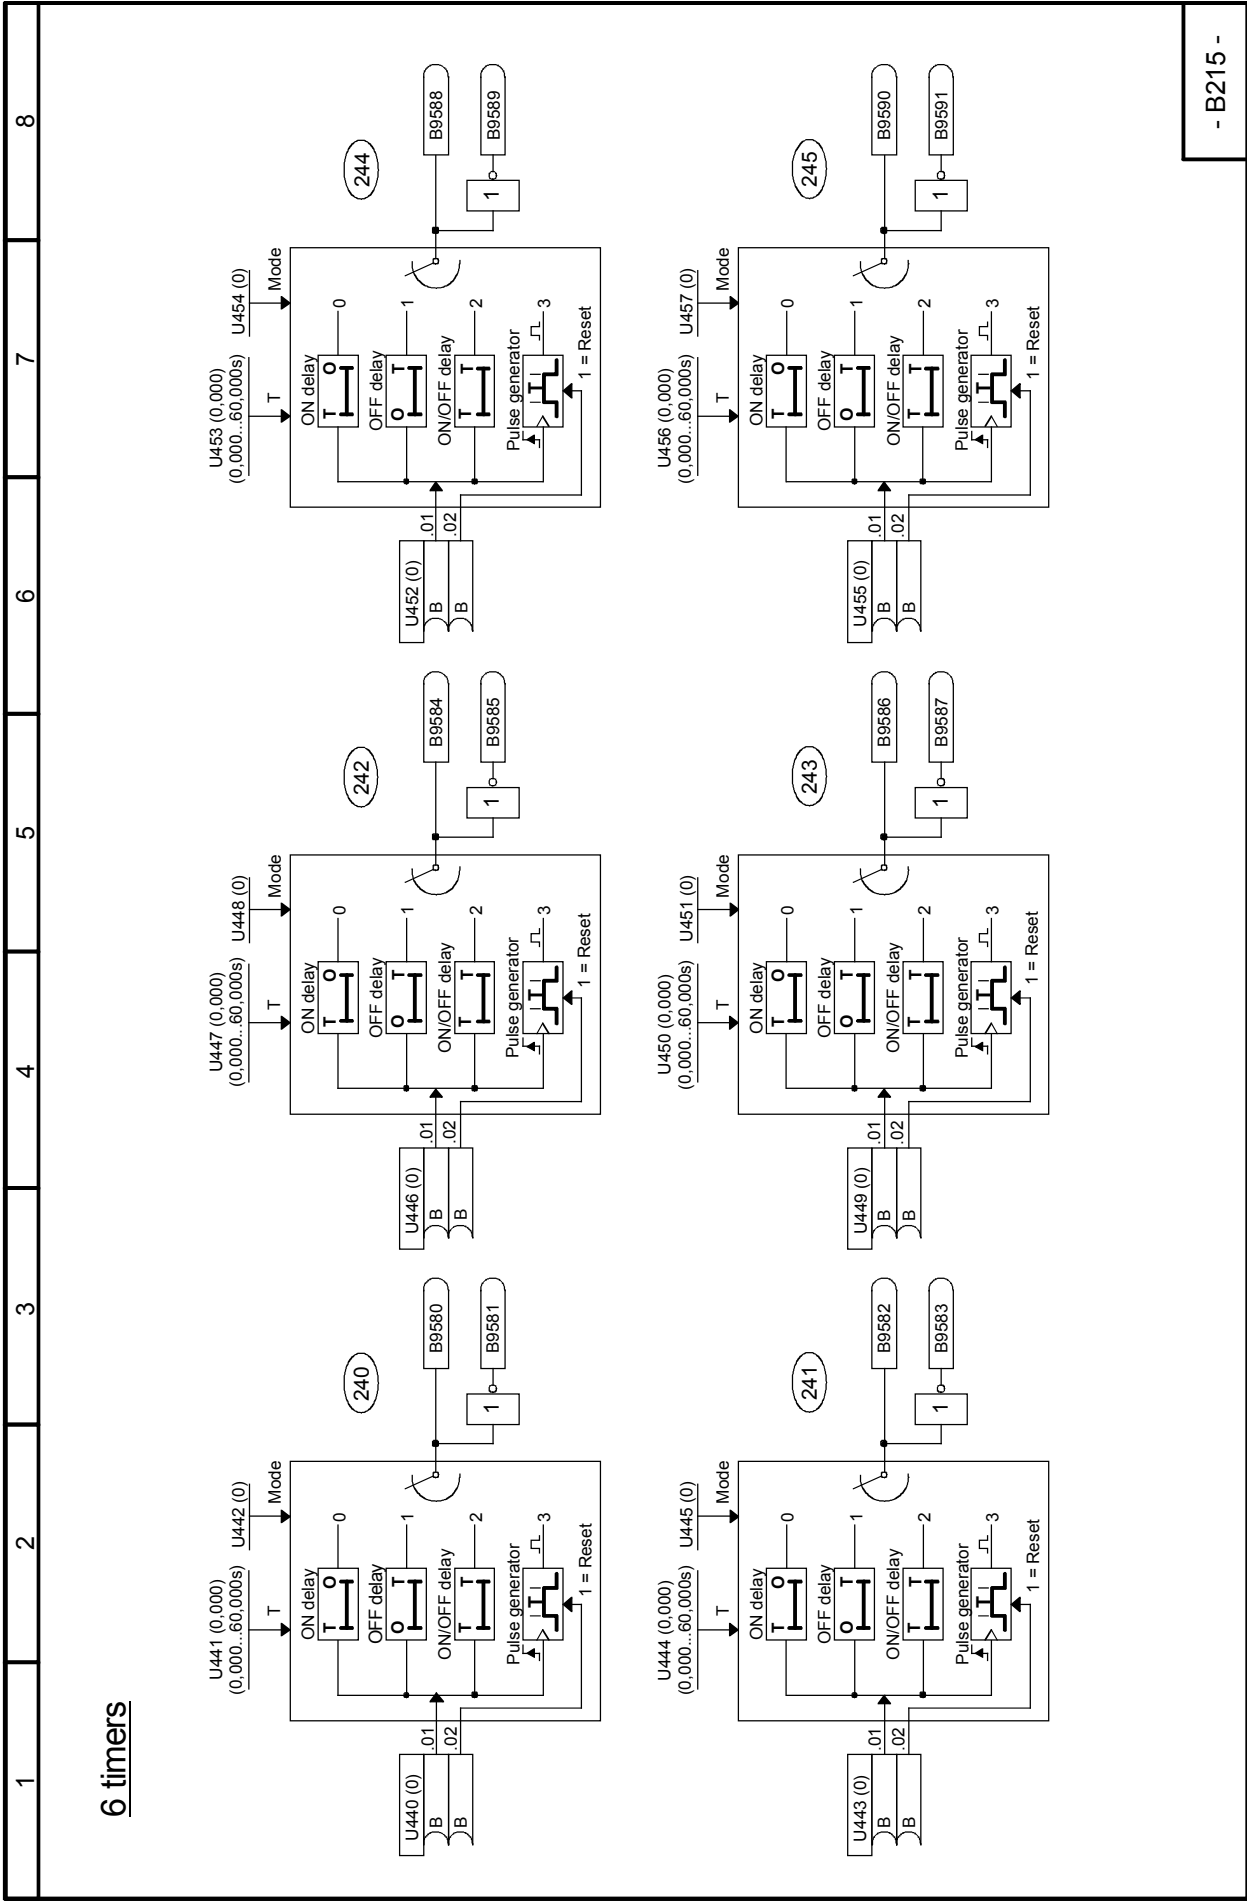 1 2 3 4 5 6 7 8
6 timers
U441 (0,000)
(0,000...60,000s)
U442 (0)
T
Mode
240
ON delay
T O
0
OFF delay
O T
1
ON/OFF delay
T T
2
Pulse generator
T
3
1 = Reset
U440 (0)
B .01
B .02
B9580
1
B9581
U447 (0,000)
(0,000...60,000s)
U448 (0)
T
Mode
242
ON delay
T O
0
OFF delay
O T
1
ON/OFF delay
T T
2
Pulse generator
T
3
1 = Reset
U446 (0)
B .01
B .02
B9584
1
B9585
U453 (0,000)
(0,000...60,000s)
U454 (0)
T
Mode
244
ON delay
T O
0
OFF delay
O T
1
ON/OFF delay
T T
2
Pulse generator
T
3
1 = Reset
U452 (0)
B .01
B .02
B9588
1
B9589
U444 (0,000)
(0,000...60,000s)
U445 (0)
T
Mode
241
ON delay
T O
0
OFF delay
O T
1
ON/OFF delay
T T
2
Pulse generator
T
3
1 = Reset
U443 (0)
B .01
B .02
B9582
1
B9583
U450 (0,000)
(0,000...60,000s)
U451 (0)
T
Mode
243
ON delay
T O
0
OFF delay
O T
1
ON/OFF delay
T T
2
Pulse generator
T
3
1 = Reset
U449 (0)
B .01
B .02
B9586
1
B9587
U456 (0,000)
(0,000...60,000s)
U457 (0)
T
Mode
245
ON delay
T O
0
OFF delay
O T
1
ON/OFF delay
T T
2
Pulse generator
T
3
1 = Reset
U455 (0)
B .01
B .02
B9590
1
B9591
- B215 -